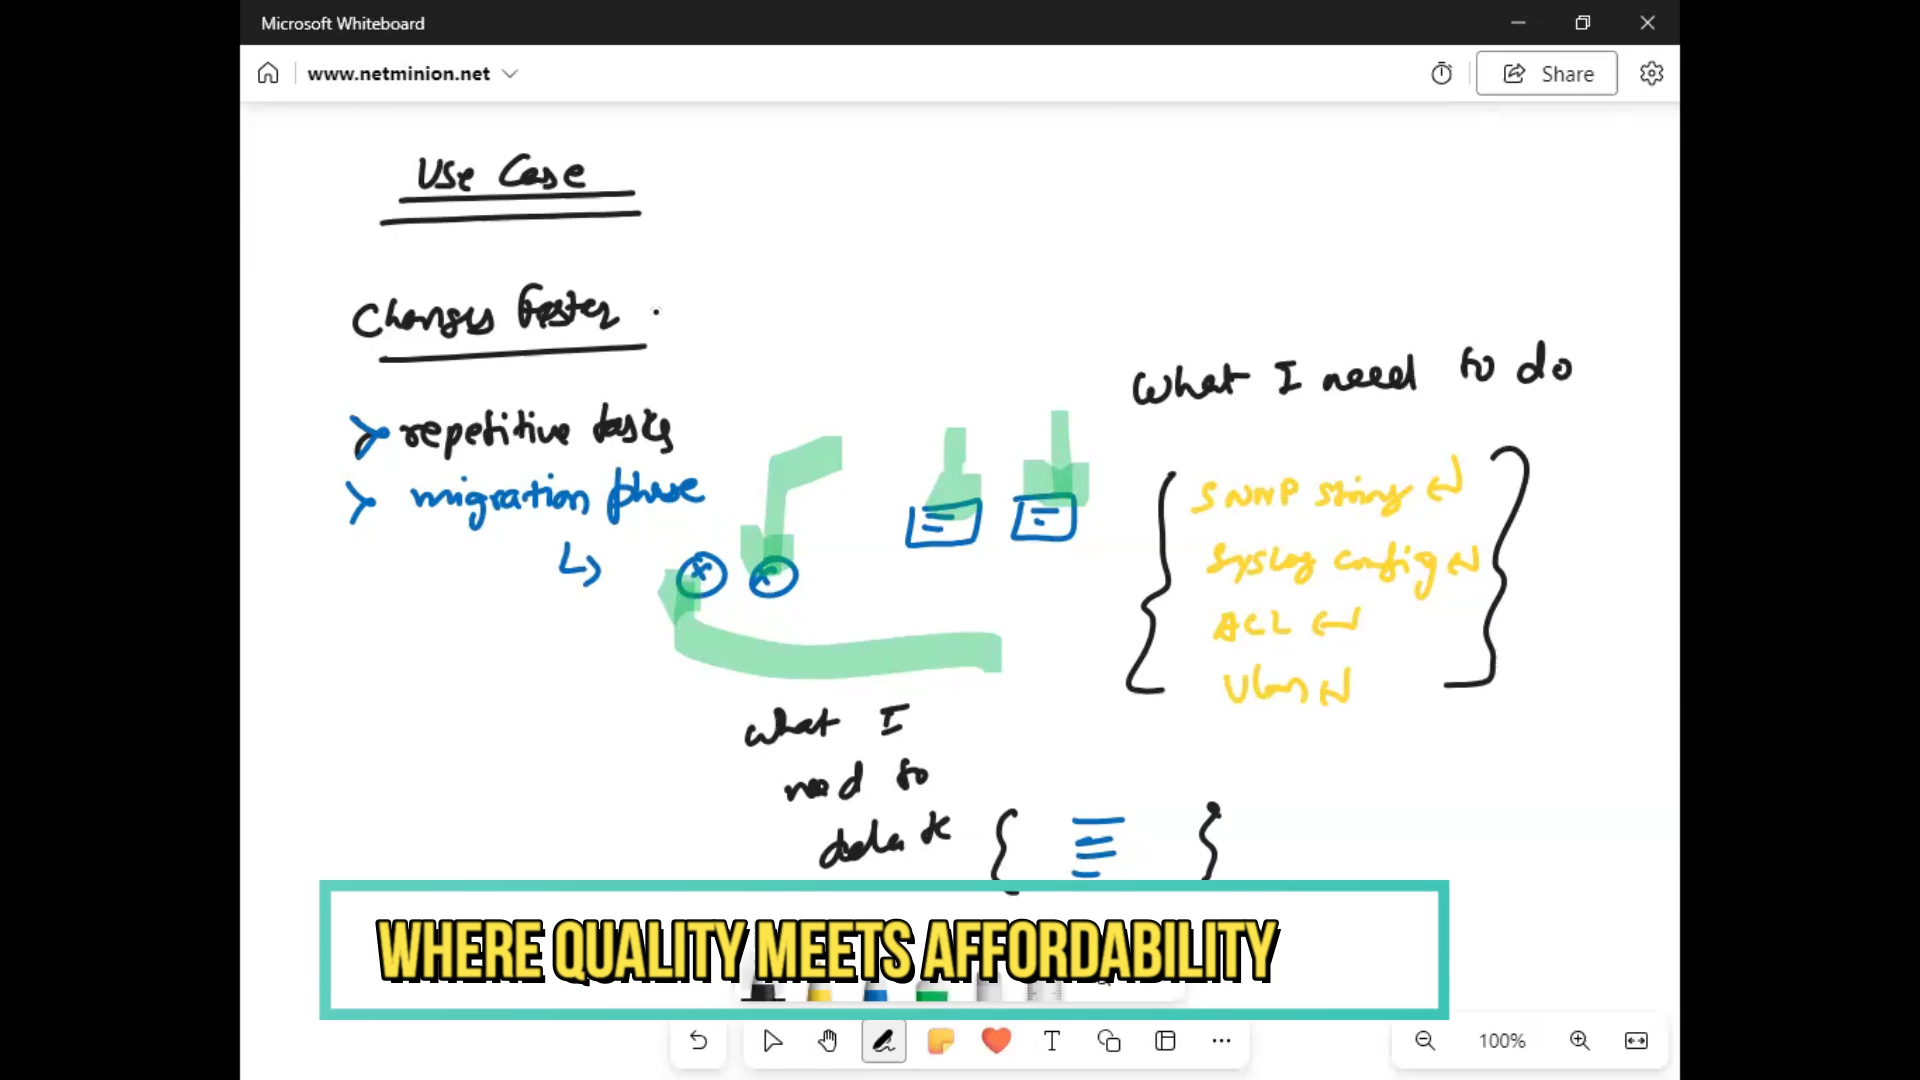 Microsoft Whiteboard
www.netminion.net
Share
Use Case
Changes Faster
What I need to do
repetitive tasks
migration phase
SNMP string
Syslog config
ACL
Vlan
What I
need to
WHERE QUALITY MEETS AFFORDABILITY
T
100%